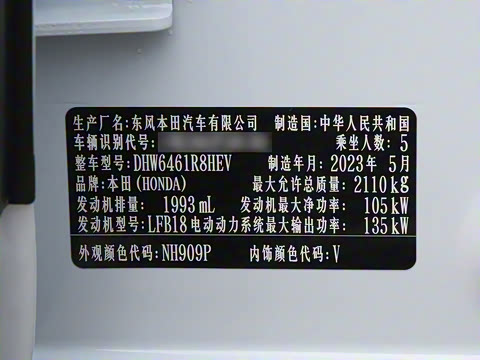 生产厂名:东风本田汽车有限公司 制造国:中华人民共和国
车辆识别代号: 乘坐人数:5
整车型号:DHW6461R8HEV 制造年月:2023年5月
品牌:本田(HONDA) 最大允许总质量:2110kg
发动机排量:1993mL 发动机最大净功率:105kW
发动机型号:LFB18 电动动力系统最大输出功率:135kW
外观颜色代码:NH909P 内饰颜色代码:V